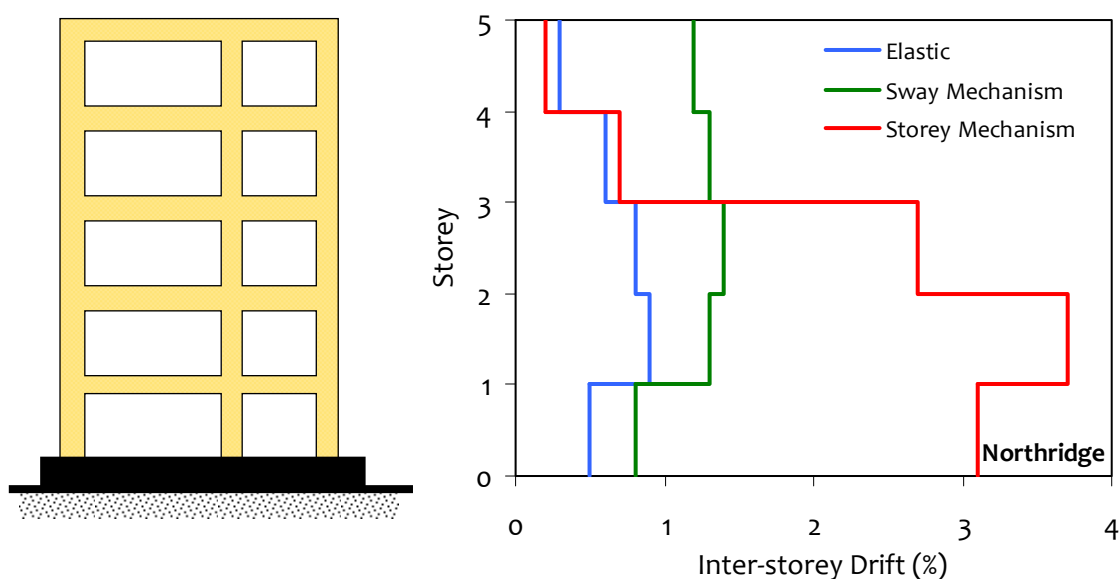 5
4
3
2
1
0
Storey
Elastic
Sway Mechanism
Storey Mechanism
Northridge
0 1 2 3 4
Inter-storey Drift (%)